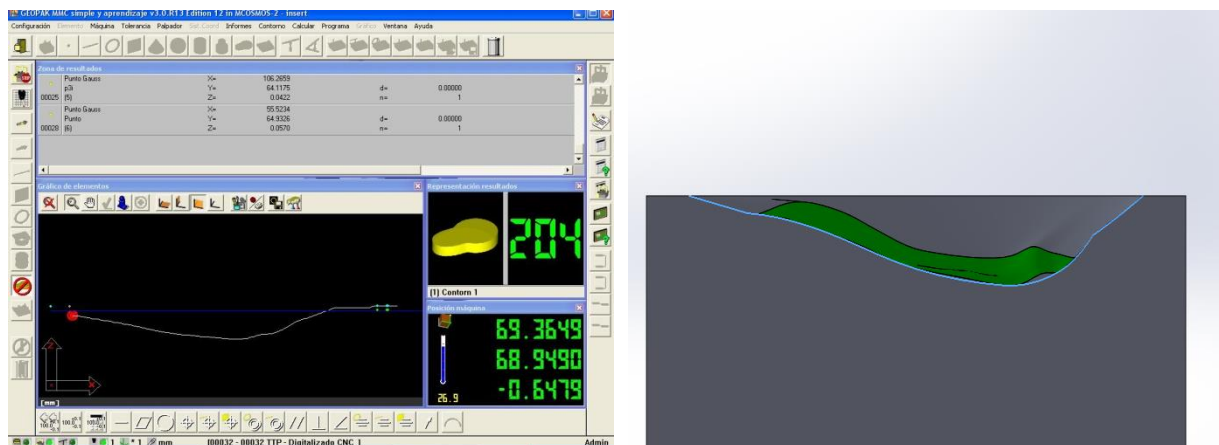 GEOPAK MMC simple y aprendizaje v3.0.R13 Edition 12 in MCOSMOS-2 - insert
Configuración Elemento Máquina Tolerancia Palpador Sist.Coord Informes Contorno Calcular Programa Gráfico Ventana Ayuda
Zona de resultados
Punto Gauss X= 106.2659
p3i Y= 64.1175 d= 0.00000
00025 (5) Z= 0.0422 n= 1
Punto Gauss X= 55.5234
Punto Y= 64.9326 d= 0.00000
00028 (6) Z= 0.0570 n= 1
Gráfico de elementos
Representación resultados
204
(1) Contorn 1
Posición máquina
69.3649
68.9490
-0.6479
26.9
Z
X
[mm]
1 * 1 mm [00032 - 00032 TTP - Digitalizado CNC ] Admin